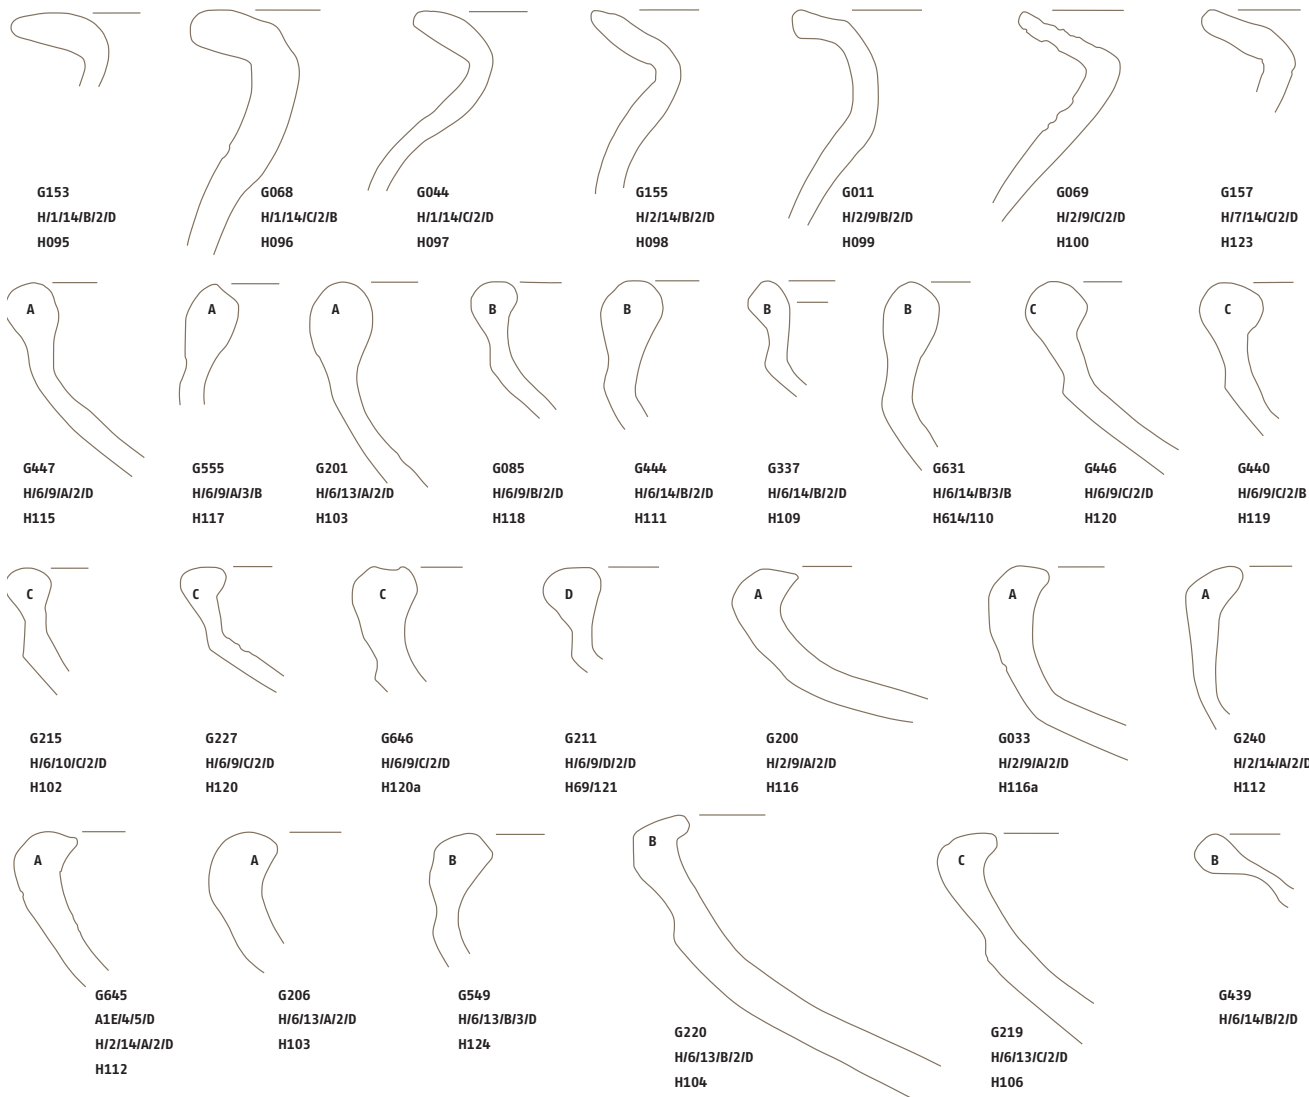 G153
H/1/14/B/2/D
H095
G068
H/1/14/C/2/B
H096
G044
H/1/14/C/2/D
H097
G155
H/2/14/B/2/D
H098
G011
H/2/9/B/2/D
H099
G069
H/2/9/C/2/D
H100
G157
H/7/14/C/2/D
H123
A
G447
H/6/9/A/2/D
H115
A
G555
H/6/9/A/3/B
H117
A
G201
H/6/13/A/2/D
H103
B
G085
H/6/9/B/2/D
H118
B
G444
H/6/14/B/2/D
H111
B
G337
H/6/14/B/2/D
H109
B
G631
H/6/14/B/3/B
H614/110
C
G446
H/6/9/C/2/D
H120
C
G440
H/6/9/C/2/B
H119
C
G215
H/6/10/C/2/D
H102
C
G227
H/6/9/C/2/D
H120
C
G646
H/6/9/C/2/D
H120a
D
G211
H/6/9/D/2/D
H69/121
A
G200
H/2/9/A/2/D
H116
A
G033
H/2/9/A/2/D
H116a
A
G240
H/2/14/A/2/D
H112
A
G645
A1E/4/5/D
H/2/14/A/2/D
H112
A
G206
H/6/13/A/2/D
H103
B
G549
H/6/13/B/3/D
H124
B
G220
H/6/13/B/2/D
H104
C
G219
H/6/13/C/2/D
H106
B
G439
H/6/14/B/2/D